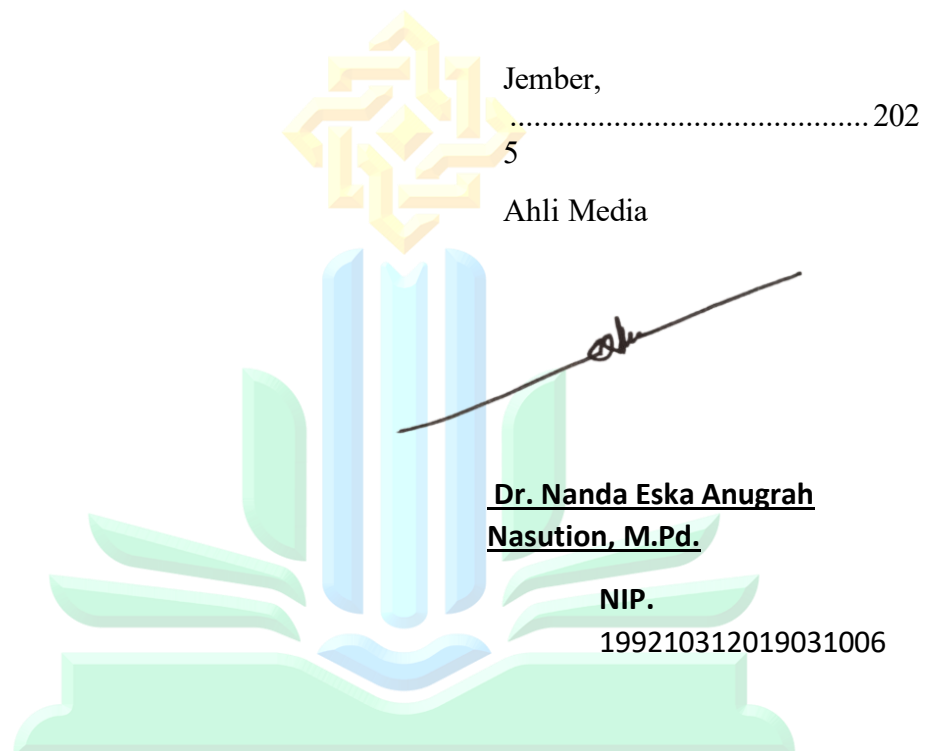 Jember,
............................................. 202
5
Ahli Media
Dr. Nanda Eska Anugrah
Nasution, M.Pd.
NIP.
199210312019031006